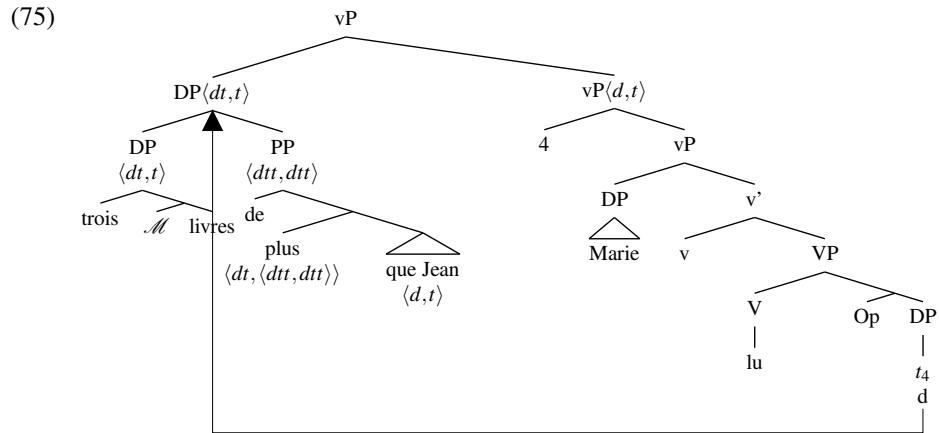 (75)
vP
DP⟨dt,t⟩
vP⟨d,t⟩
DP
⟨dt,t⟩
PP
⟨dtt,dtt⟩
4
vP
trois
ℳ
livres
de
DP
v'
plus
⟨dt,⟨dtt,dtt⟩⟩
que Jean
⟨d,t⟩
Marie
v
VP
V
Op
DP
lu
t₄
d